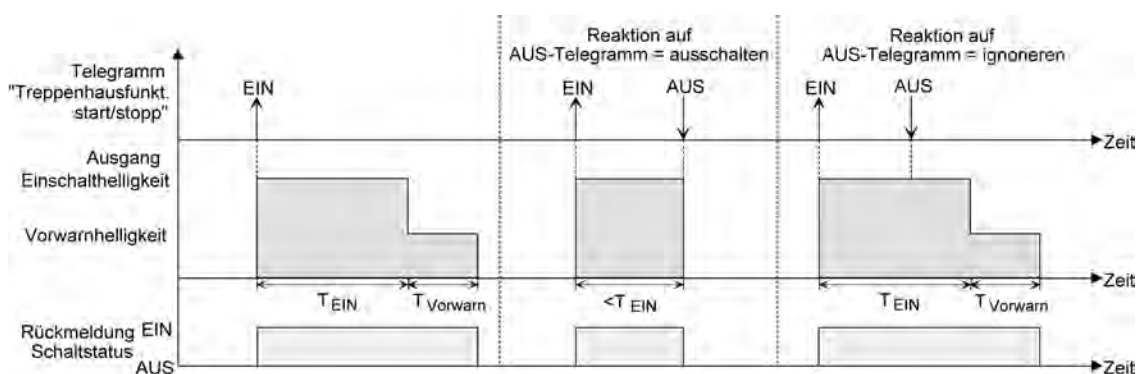 Reaktion auf
AUS-Telegramm = ausschalten
Reaktion auf
AUS-Telegramm = ignorieren
Telegramm
"Treppenhausfunkt.
start/stopp"
EIN
EIN
AUS
EIN
AUS
Zeit
Ausgang
Einschalthelligkeit
Vorwarnhelligkeit
Zeit
T EIN
T Vorwarn
<T EIN
T EIN
T Vorwarn
Rückmeldung
Schaltstatus
EIN
AUS
Zeit